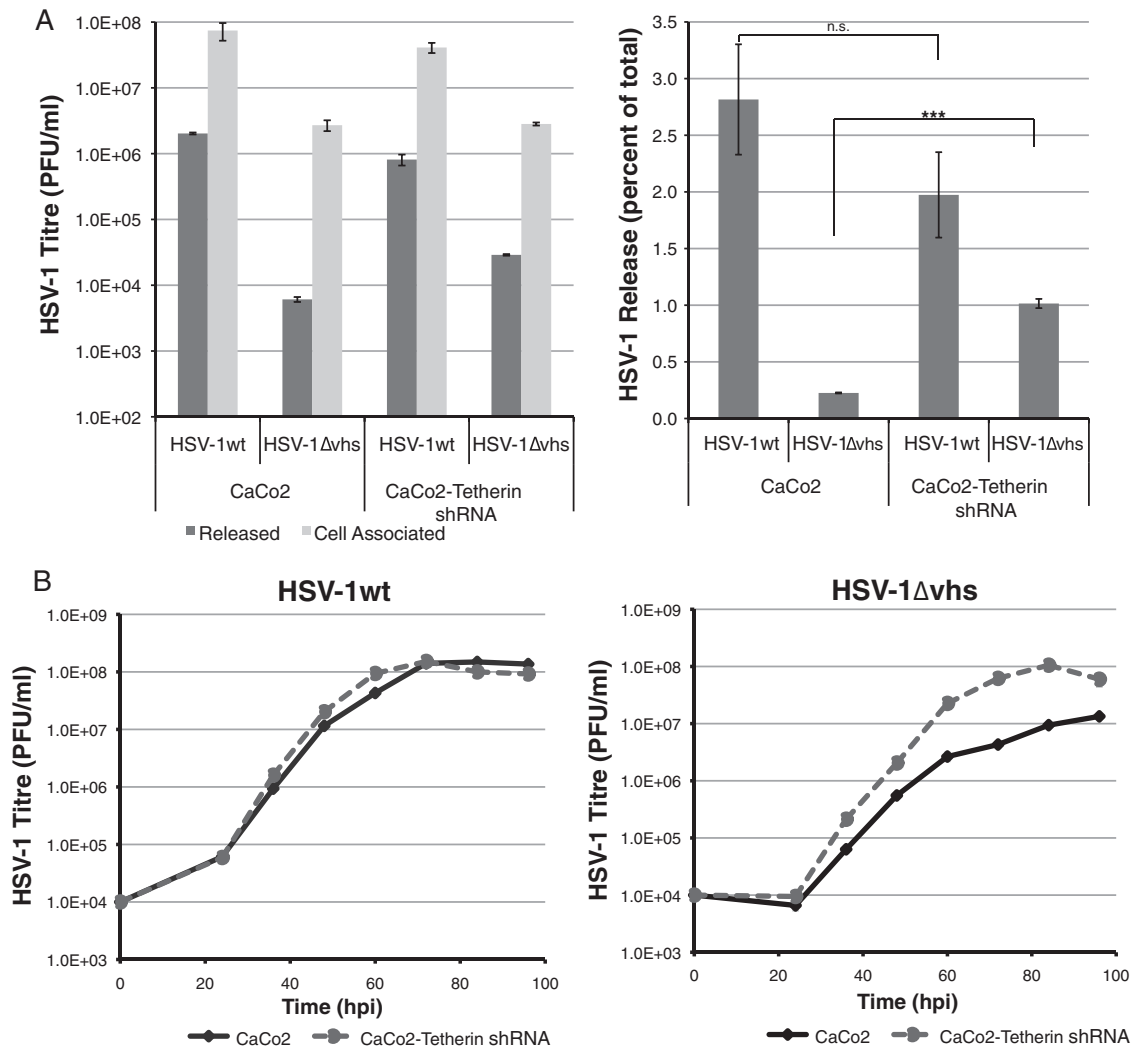 A
HSV-1 Titre (PFU/ml)
1.0E+08
1.0E+07
1.0E+06
1.0E+05
1.0E+04
1.0E+03
1.0E+02
HSV-1wt
HSV-1Δvhs
HSV-1wt
HSV-1Δvhs
CaCo2
CaCo2-Tetherin
shRNA
Released
Cell Associated
HSV-1 Release (percent of total)
3.5
3.0
2.5
2.0
1.5
1.0
0.5
0.0
n.s.
***
HSV-1wt
HSV-1Δvhs
HSV-1wt
HSV-1Δvhs
CaCo2
CaCo2-Tetherin
shRNA
B
HSV-1wt
HSV-1 Titre (PFU/ml)
1.0E+09
1.0E+08
1.0E+07
1.0E+06
1.0E+05
1.0E+04
1.0E+03
0
20
40
60
80
100
Time (hpi)
CaCo2
CaCo2-Tetherin shRNA
HSV-1Δvhs
HSV-1 Titre (PFU/ml)
1.0E+09
1.0E+08
1.0E+07
1.0E+06
1.0E+05
1.0E+04
1.0E+03
0
20
40
60
80
100
Time (hpi)
CaCo2
CaCo2-Tetherin shRNA